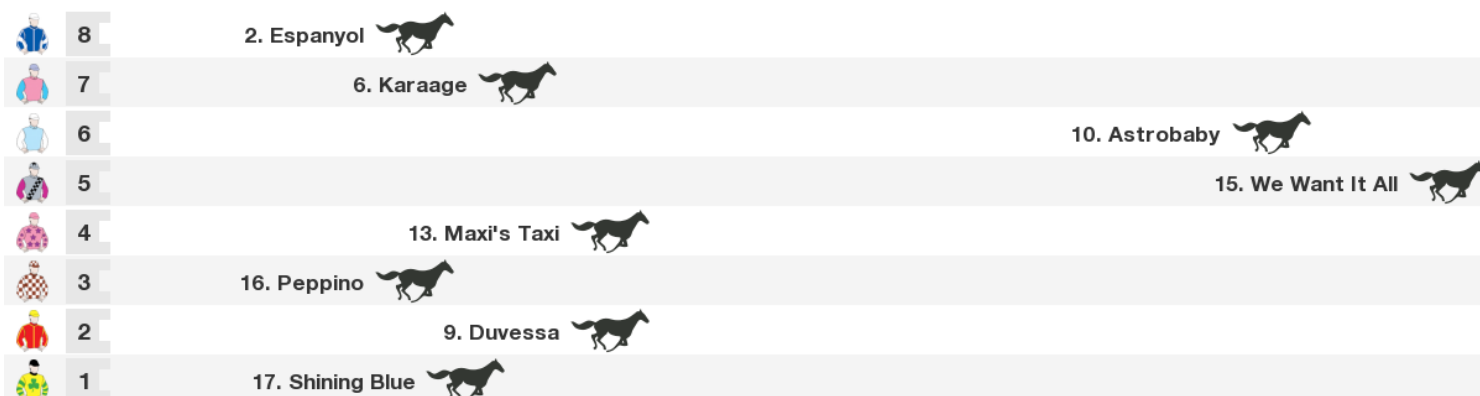 8 2. Espanyol
7 6. Karaage
6 10. Astrobaby
5 15. We Want It All
4 13. Maxi's Taxi
3 16. Peppino
2 9. Duvessa
1 17. Shining Blue